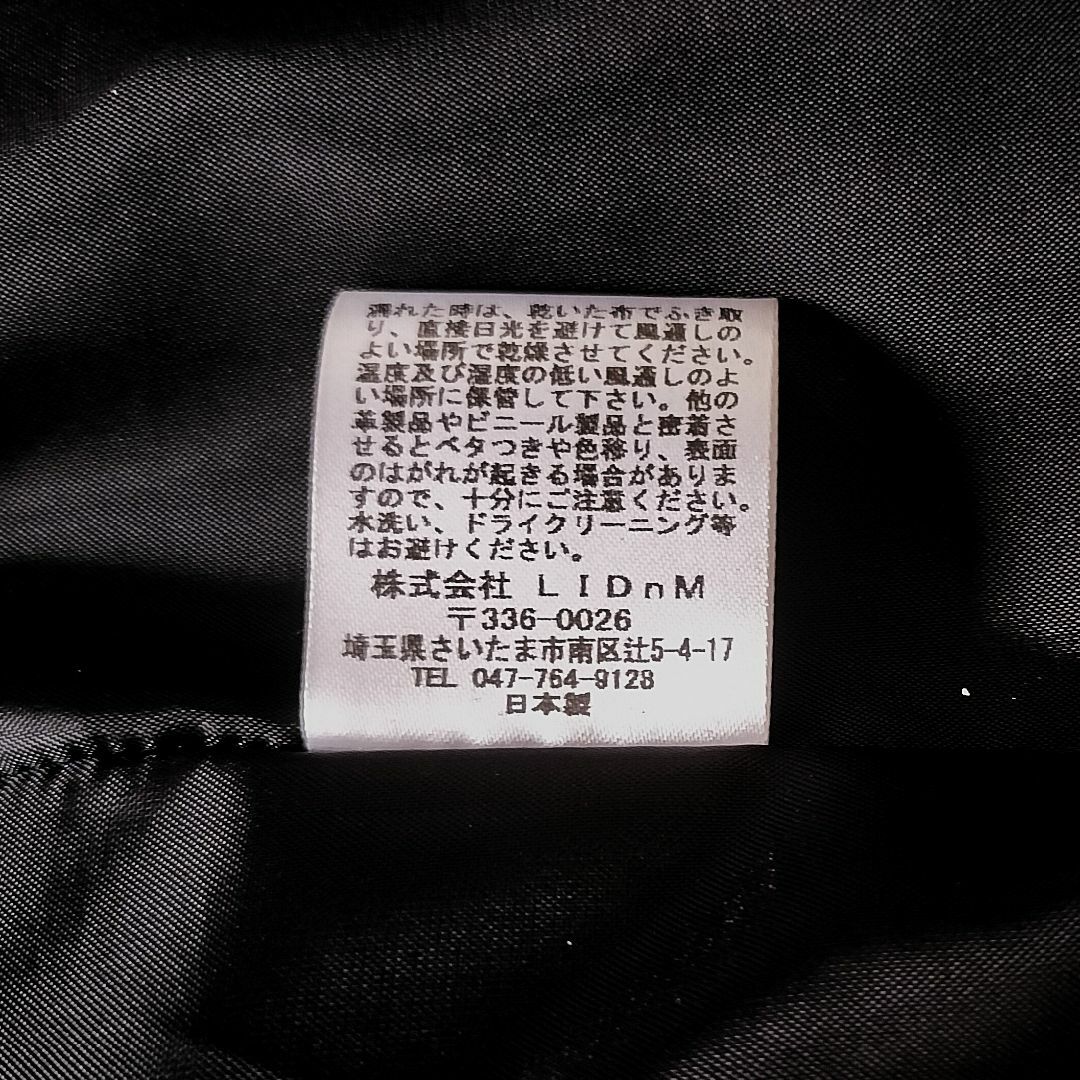 濡れた時は、乾いた布でふき取
り、直接日光を避けて風通しの
よい場所で乾燥させてください。
温度及び湿度の低い風通しのよ
い場所に保管して下さい。他の
革製品やビニール製品と密着さ
せるとベタつきや色移り、表面
のはがれが起きる場合がありま
すので、十分にご注意ください。
水洗い、ドライクリーニング等
はお避けください。
株式会社 LIDnM
〒336-0026
埼玉県さいたま市南区辻5-4-17
TEL 047-764-9128
日本製